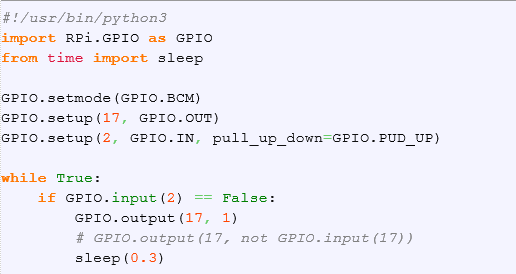 #!/usr/bin/python3
import RPi.GPIO as GPIO
from time import sleep

GPIO.setmode(GPIO.BCM)
GPIO.setup(17, GPIO.OUT)
GPIO.setup(2, GPIO.IN, pull_up_down=GPIO.PUD_UP)

while True:
    if GPIO.input(2) == False:
        GPIO.output(17, 1)
        # GPIO.output(17, not GPIO.input(17))
        sleep(0.3)